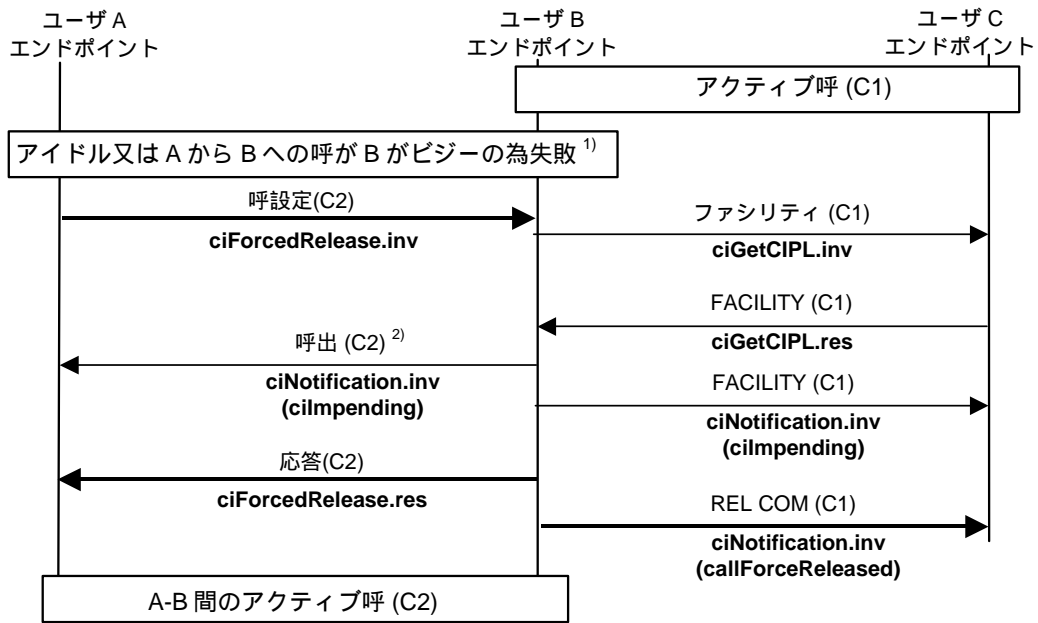 ユーザ A
エンドポイント
ユーザ B
エンドポイント
ユーザ C
エンドポイント
アクティブ呼 (C1)
アイドル又は A から B への呼が B がビジーの為失敗 1)
呼設定(C2)
ciForcedRelease.inv
ファシリティ (C1)
ciGetCIPL.inv
FACILITY (C1)
ciGetCIPL.res
呼出 (C2) 2)
ciNotification.inv
(ciImpending)
FACILITY (C1)
ciNotification.inv
(ciImpending)
応答(C2)
ciForcedRelease.res
REL COM (C1)
ciNotification.inv
(callForceReleased)
A-B 間のアクティブ呼 (C2)